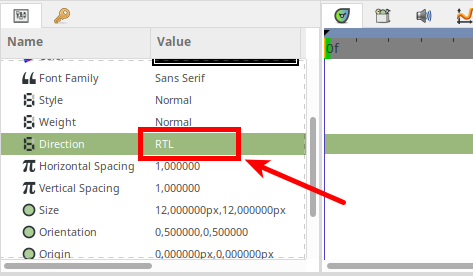 Name Value
0f
Font Family Sans Serif
Style Normal
Weight Normal
Direction RTL
Horizontal Spacing 1,000000
Vertical Spacing 1,000000
Size 12,000000px,12,000000px
Orientation 0,500000,0,500000
Origin 0,000000px,0,000000px